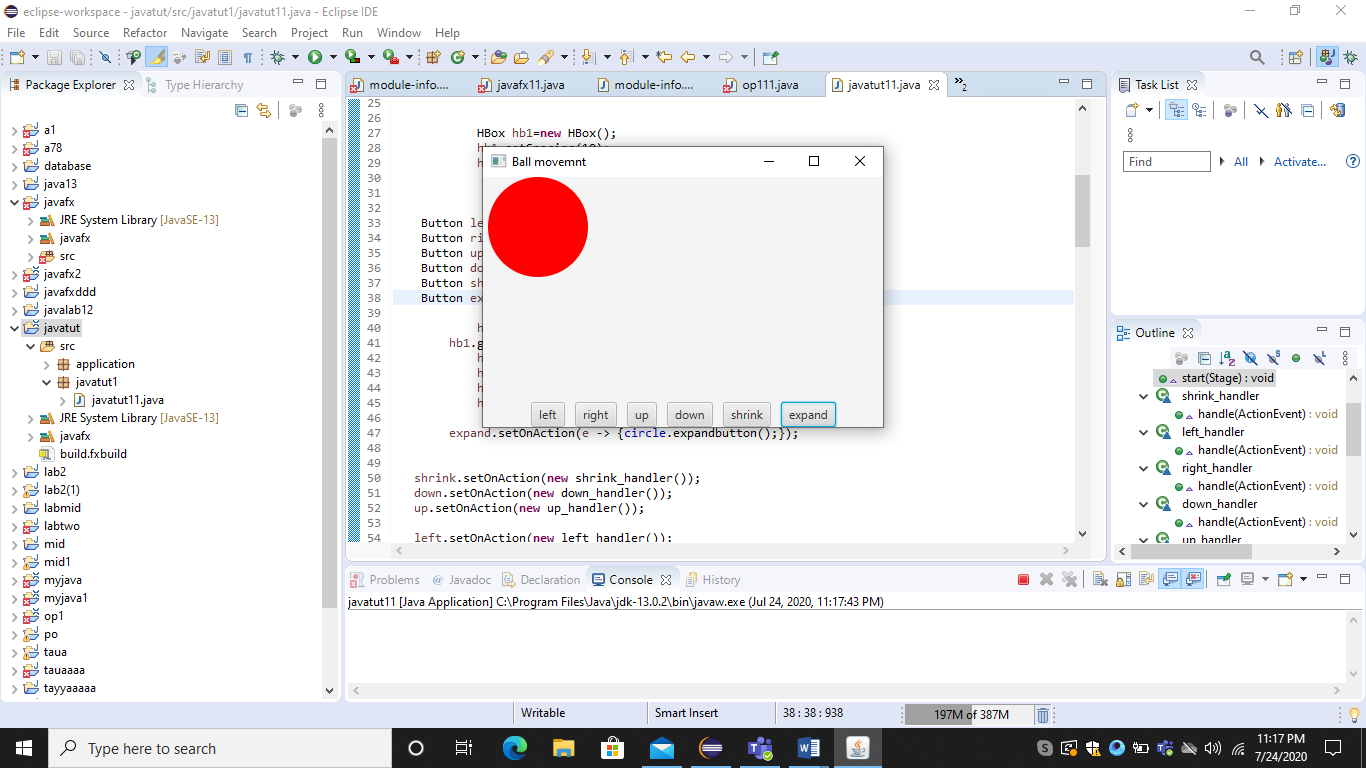 eclipse-workspace - javatut/src/javatut1/javatut11.java - Eclipse IDE
File Edit Source Refactor Navigate Search Project Run Window Help
Package Explorer Type Hierarchy
a1
a78
database
java13
javafx
JRE System Library [JavaSE-13]
javafx
src
javafx2
javafxddd
javalab12
javatut
src
application
javatut1
javatut11.java
JRE System Library [JavaSE-13]
javafx
build.fxbuild
lab2
lab2(1)
labmid
labtwo
mid
mid1
myjava
myjava1
op1
po
taua
tauaaaa
tayyaaaaa
module-info.... javafx11.java module-info.... op111.java javatut11.java »2
25
26
27 HBox hb1=new HBox();
28
29 h
30
31
32
33 Button le
34 Button ri
35 Button up
36 Button do
37 Button sh
38 Button ex
39
40 h
41 hb1.g
42 h
43 h
44 h
45 h
46
47 expand.setOnAction(e -> {circle.expandbutton();});
48
49
50 shrink.setOnAction(new shrink_handler());
51 down.setOnAction(new down_handler());
52 up.setOnAction(new up_handler());
53
54 left.setOnAction(new left_handler());
Ball movemnt
left right up down shrink expand
Task List
Find All Activate...
Outline
start(Stage) : void
shrink_handler
handle(ActionEvent) : void
left_handler
handle(ActionEvent) : void
right_handler
handle(ActionEvent) : void
down_handler
handle(ActionEvent) : void
up_handler
Problems @ Javadoc Declaration Console History
javatut11 [Java Application] C:\Program Files\Java\jdk-13.0.2\bin\javaw.exe (Jul 24, 2020, 11:17:43 PM)
Writable Smart Insert 38 : 38 : 938 197M of 387M
Type here to search
11:17 PM
7/24/2020